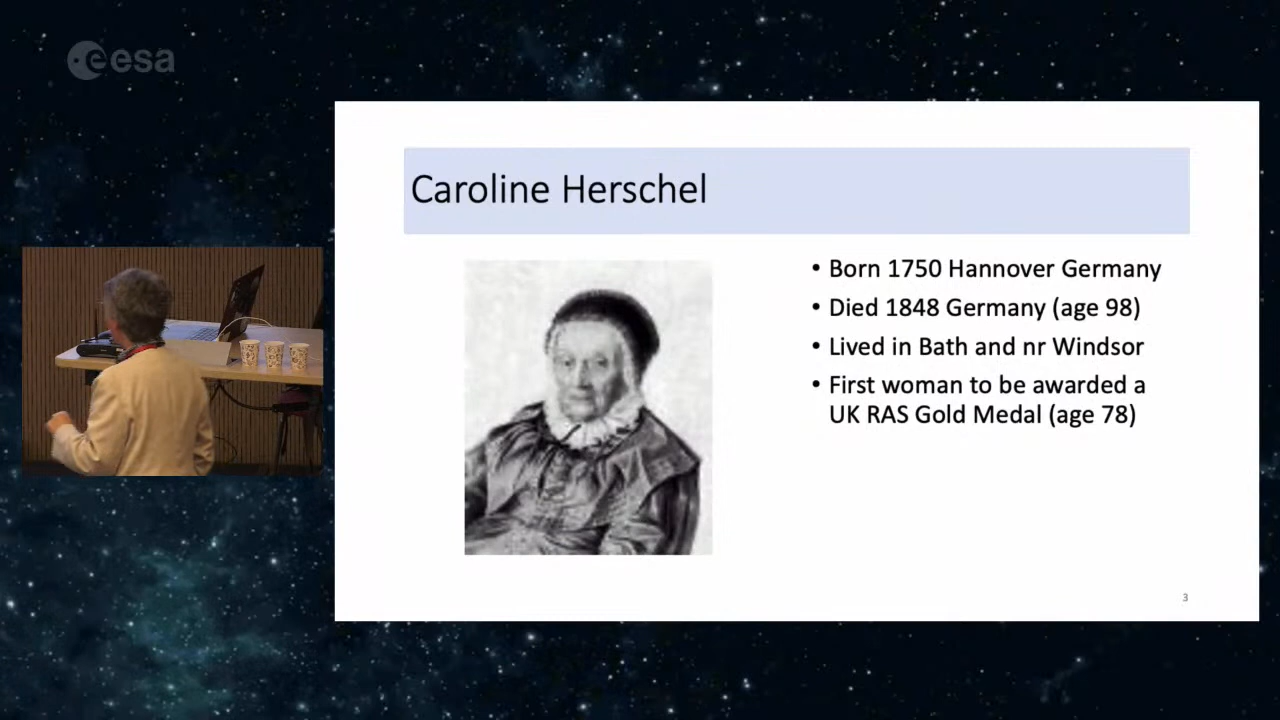 esa
Caroline Herschel
• Born 1750 Hannover Germany
• Died 1848 Germany (age 98)
• Lived in Bath and nr Windsor
• First woman to be awarded a
UK RAS Gold Medal (age 78)
3